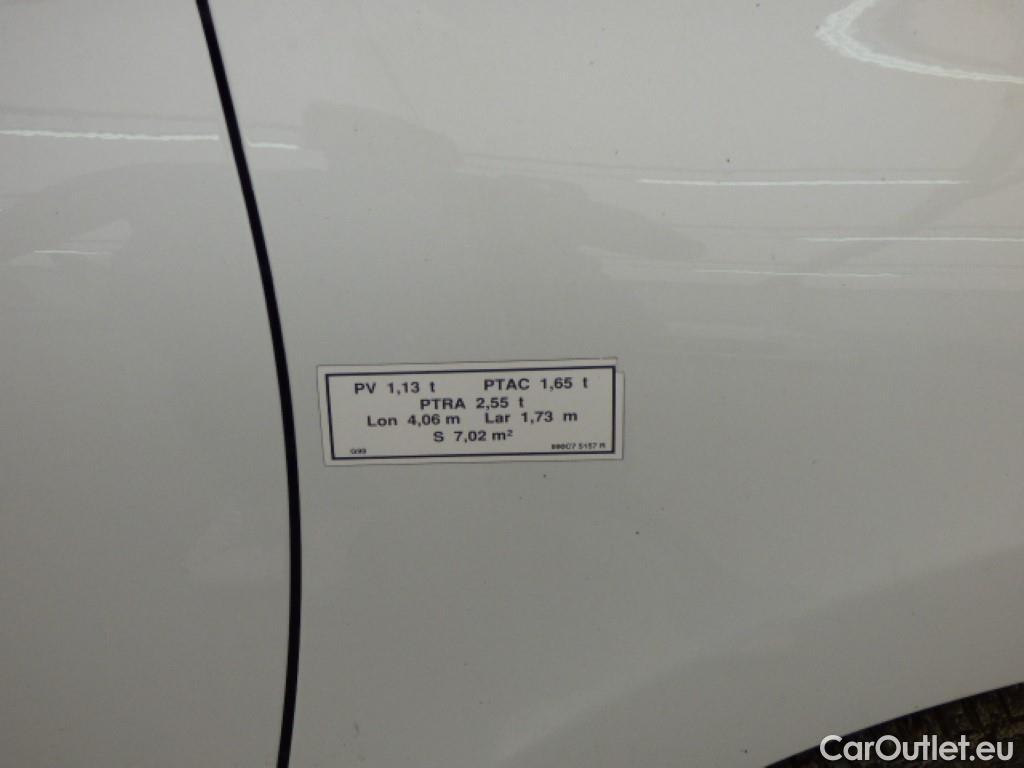 PV 1,13 t PTAC 1,65 t
PTRA 2,55 t
Lon 4,06 m Lar 1,73 m
S 7,02 m²
CarOutlet.eu